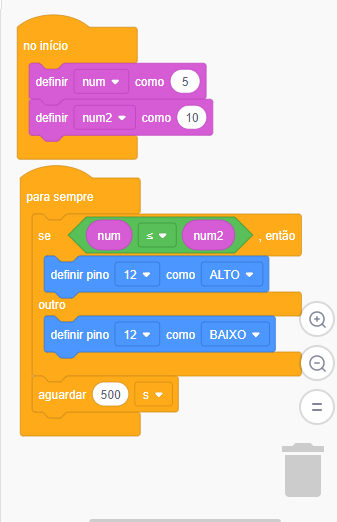 no início
definir num como 5
definir num2 como 10
para sempre
se num ≤ num2 , então
definir pino 12 como ALTO
outro
definir pino 12 como BAIXO
aguardar 500 s
=